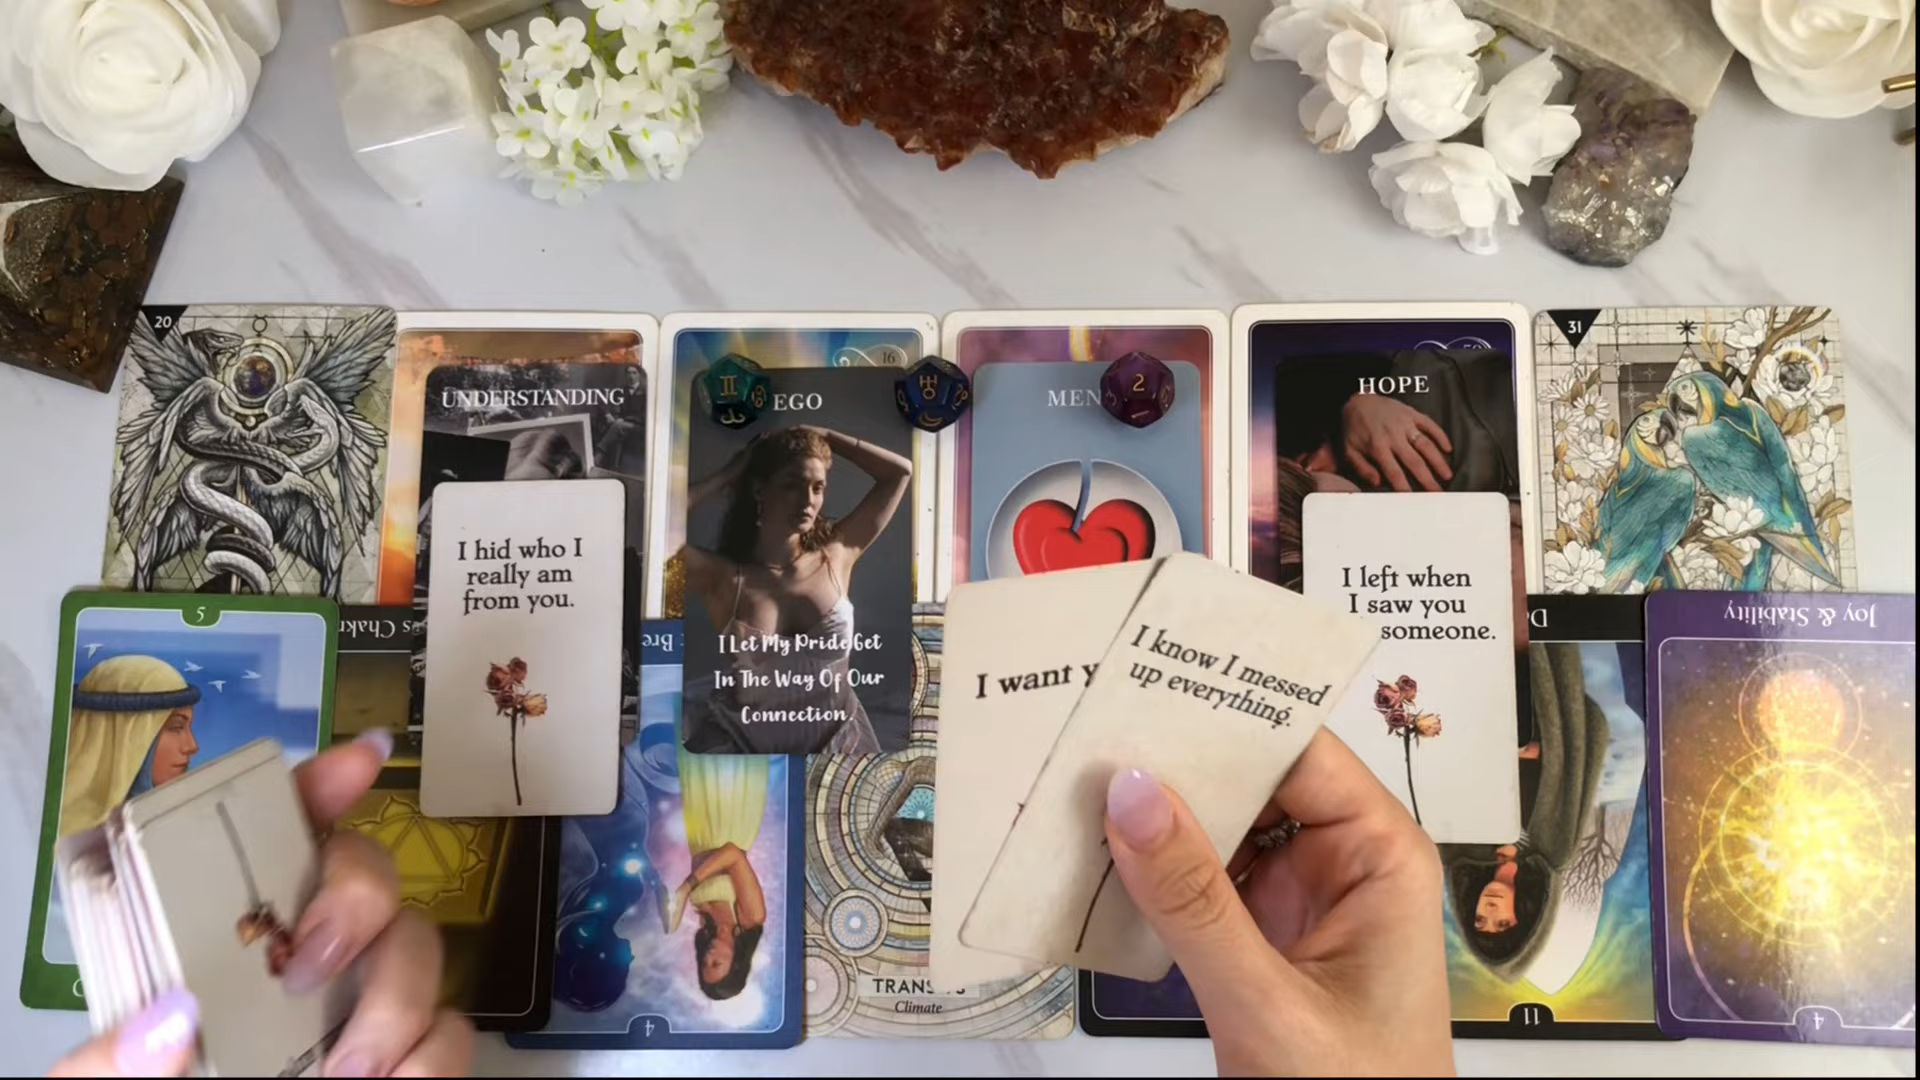 20
UNDERSTANDING
16
EGO
2
HOPE
31
I hid who I
really am
from you.
I Let My Pride Get
In The Way Of Our
Connection.
I want
I know I messed
up everything.
I left when
I saw you
someone.
5
Joy & Stability
Climate
4
11
4